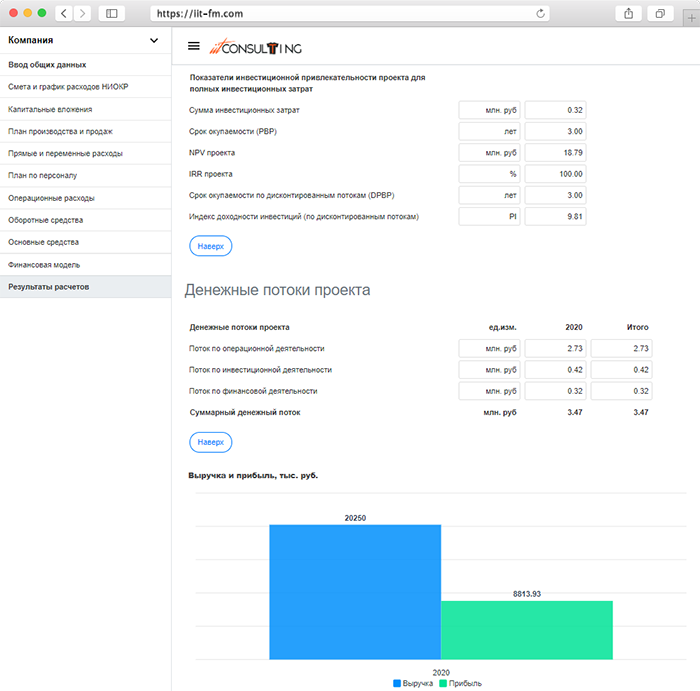 https://iit-fm.com
Компания
Ввод общих данных
Смета и график расходов НИОКР
Капитальные вложения
План производства и продаж
Прямые и переменные расходы
План по персоналу
Операционные расходы
Оборотные средства
Основные средства
Финансовая модель
Результаты расчетов
iitCONSULTING
Показатели инвестиционной привлекательности проекта для
полных инвестиционных затрат
Сумма инвестиционных затрат млн. руб 0.32
Срок окупаемости (PBP) лет 3.00
NPV проекта млн. руб 18.79
IRR проекта % 100.00
Срок окупаемости по дисконтированным потокам (DPBP) лет 3.00
Индекс доходности инвестиций (по дисконтированным потокам) PI 9.81
Наверх
Денежные потоки проекта
Денежные потоки проекта ед.изм. 2020 Итого
Поток по операционной деятельности млн. руб 2.73 2.73
Поток по инвестиционной деятельности млн. руб 0.42 0.42
Поток по финансовой деятельности млн. руб 0.32 0.32
Суммарный денежный поток млн. руб 3.47 3.47
Наверх
Выручка и прибыль, тыс. руб.
20250
8813.93
2020
Выручка Прибыль